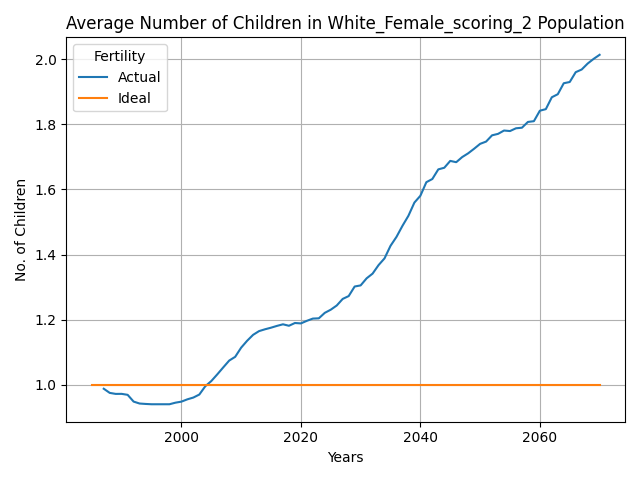 Average Number of Children in White_Female_scoring_2 Population
Fertility
Actual
Ideal
2.0
1.8
1.6
1.4
1.2
1.0
No. of Children
2000
2020
2040
2060
Years